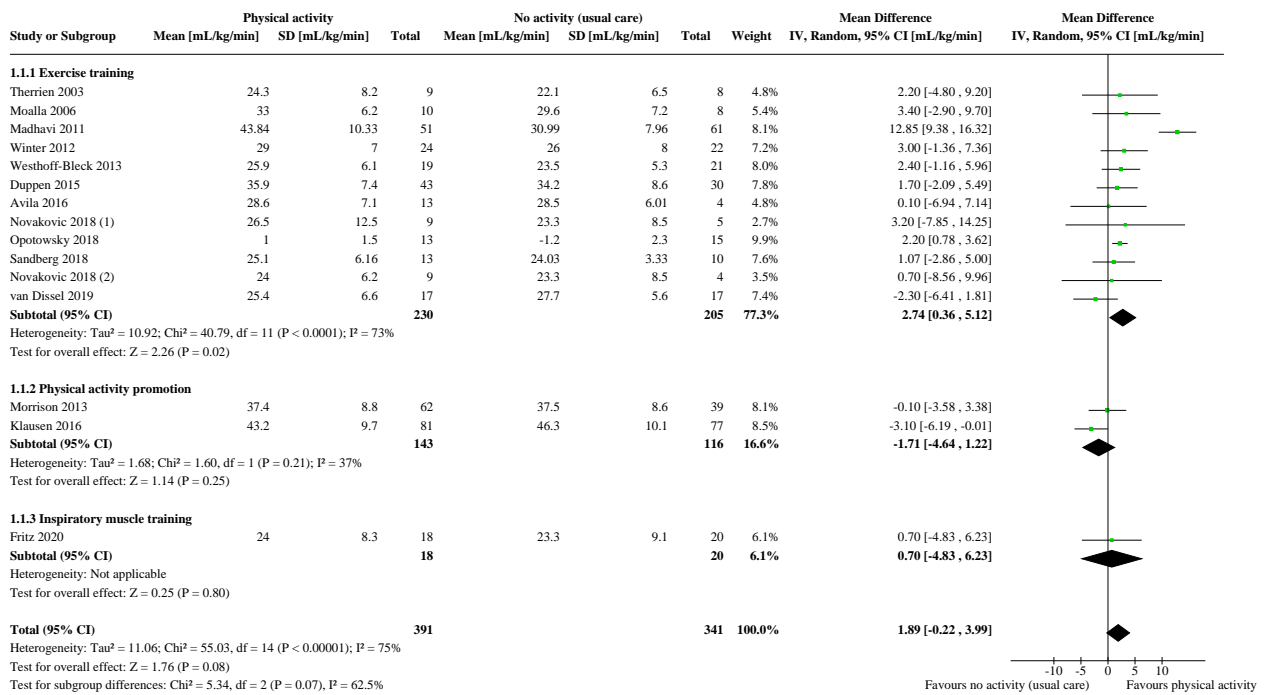 Physical activity No activity (usual care) Mean Difference Mean Difference
Study or Subgroup Mean [mL/kg/min] SD [mL/kg/min] Total Mean [mL/kg/min] SD [mL/kg/min] Total Weight IV, Random, 95% CI [mL/kg/min] IV, Random, 95% CI [mL/kg/min]
1.1.1 Exercise training
Therrien 2003 24.3 8.2 9 22.1 6.5 8 4.8% 2.20 [-4.80 , 9.20]
Moalla 2006 33 6.2 10 29.6 7.2 8 5.4% 3.40 [-2.90 , 9.70]
Madhavi 2011 43.84 10.33 51 30.99 7.96 61 8.1% 12.85 [9.38 , 16.32]
Winter 2012 29 7 24 26 8 22 7.2% 3.00 [-1.36 , 7.36]
Westhoff-Bleck 2013 25.9 6.1 19 23.5 5.3 21 8.0% 2.40 [-1.16 , 5.96]
Duppen 2015 35.9 7.4 43 34.2 8.6 30 7.8% 1.70 [-2.09 , 5.49]
Avila 2016 28.6 7.1 13 28.5 6.01 4 4.8% 0.10 [-6.94 , 7.14]
Novakovic 2018 (1) 26.5 12.5 9 23.3 8.5 5 2.7% 3.20 [-7.85 , 14.25]
Opotowsky 2018 1 1.5 13 -1.2 2.3 15 9.9% 2.20 [0.78 , 3.62]
Sandberg 2018 25.1 6.16 13 24.03 3.33 10 7.6% 1.07 [-2.86 , 5.00]
Novakovic 2018 (2) 24 6.2 9 23.3 8.5 4 3.5% 0.70 [-8.56 , 9.96]
van Dissel 2019 25.4 6.6 17 27.7 5.6 17 7.4% -2.30 [-6.41 , 1.81]
Subtotal (95% CI) 230 205 77.3% 2.74 [0.36 , 5.12]
Heterogeneity: Tau² = 10.92; Chi² = 40.79, df = 11 (P < 0.0001); I² = 73%
Test for overall effect: Z = 2.26 (P = 0.02)
1.1.2 Physical activity promotion
Morrison 2013 37.4 8.8 62 37.5 8.6 39 8.1% -0.10 [-3.58 , 3.38]
Klausen 2016 43.2 9.7 81 46.3 10.1 77 8.5% -3.10 [-6.19 , -0.01]
Subtotal (95% CI) 143 116 16.6% -1.71 [-4.64 , 1.22]
Heterogeneity: Tau² = 1.68; Chi² = 1.60, df = 1 (P = 0.21); I² = 37%
Test for overall effect: Z = 1.14 (P = 0.25)
1.1.3 Inspiratory muscle training
Fritz 2020 24 8.3 18 23.3 9.1 20 6.1% 0.70 [-4.83 , 6.23]
Subtotal (95% CI) 18 20 6.1% 0.70 [-4.83 , 6.23]
Heterogeneity: Not applicable
Test for overall effect: Z = 0.25 (P = 0.80)
Total (95% CI) 391 341 100.0% 1.89 [-0.22 , 3.99]
Heterogeneity: Tau² = 11.06; Chi² = 55.03, df = 14 (P < 0.00001); I² = 75%
Test for overall effect: Z = 1.76 (P = 0.08) -10 -5 0 5 10
Test for subgroup differences: Chi² = 5.34, df = 2 (P = 0.07), I² = 62.5% Favours no activity (usual care) Favours physical activity